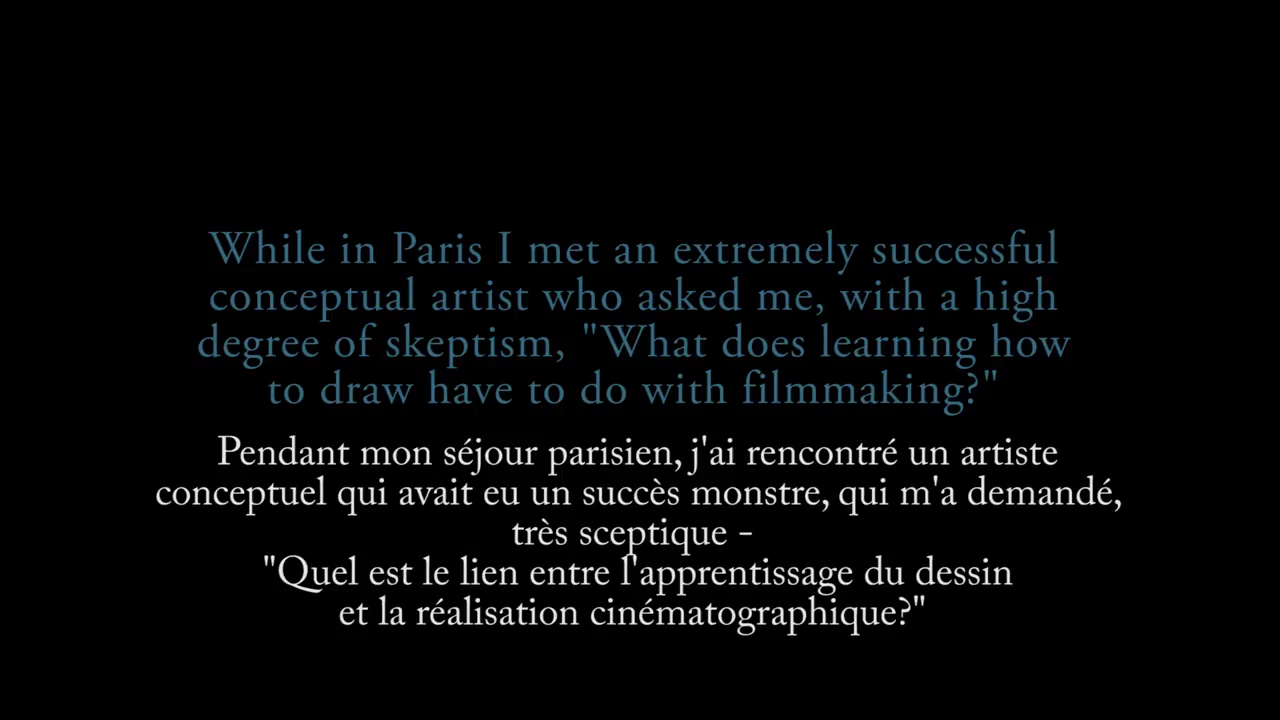 While in Paris I met an extremely successful
conceptual artist who asked me, with a high
degree of skeptism, "What does learning how
to draw have to do with filmmaking?"
Pendant mon séjour parisien, j'ai rencontré un artiste
conceptuel qui avait eu un succès monstre, qui m'a demandé,
très sceptique -
"Quel est le lien entre l'apprentissage du dessin
et la réalisation cinématographique?"